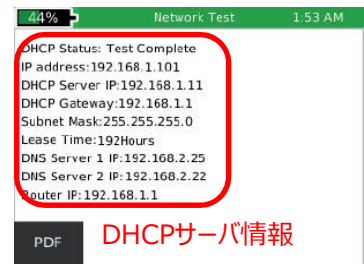 44%
Network Test
1:53 AM
DHCP Status: Test Complete
IP address:192.168.1.101
DHCP Server IP:192.168.1.11
DHCP Gateway:192.168.1.1
Subnet Mask:255.255.255.0
Lease Time:192Hours
DNS Server 1 IP:192.168.2.25
DNS Server 2 IP:192.168.2.22
Router IP:192.168.1.1
PDF
DHCPサーバ情報